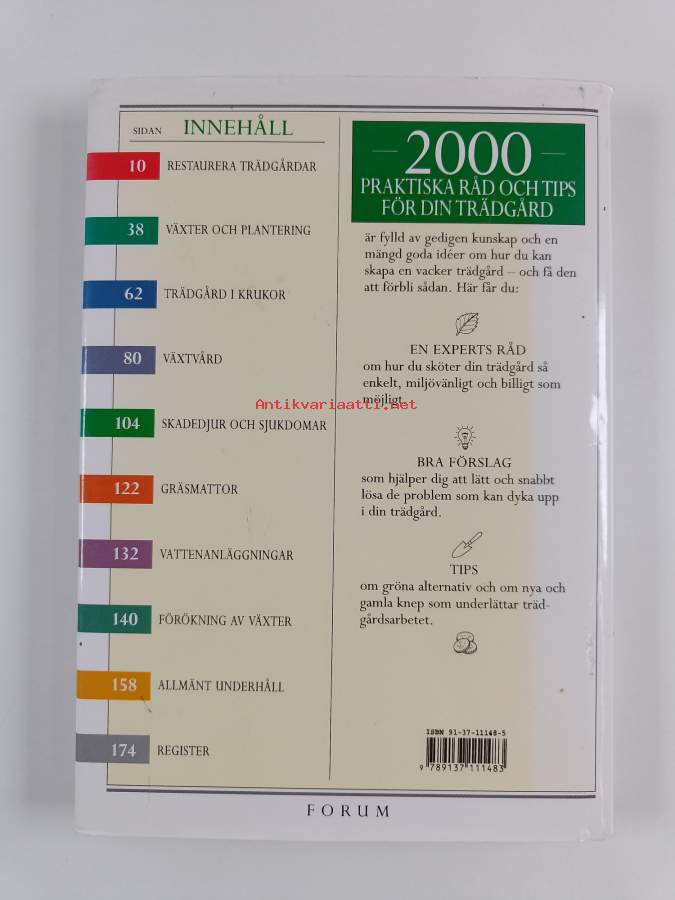 SIDAN INNEHÅLL
10 RESTAURERA TRÄDGÅRDAR
38 VÄXTER OCH PLANTERING
62 TRÄDGÅRD I KRUKOR
80 VÄXTVÅRD
104 SKADEDJUR OCH SJUKDOMAR
122 GRÄSMATTOR
132 VATTENANLÄGGNINGAR
140 FÖRÖKNING AV VÄXTER
158 ALLMÄNT UNDERHÅLL
174 REGISTER
2000
PRAKTISKA RÅD OCH TIPS
FÖR DIN TRÄDGÅRD
är fylld av gedigen kunskap och en
mängd goda idéer om hur du kan
skapa en vacker trädgård – och få den
att förbli sådan. Här får du:
EN EXPERTS RÅD
om hur du sköter din trädgård så
enkelt, miljövänligt och billigt som
möjligt.
Antikvariaatti.net
BRA FÖRSLAG
som hjälper dig att lätt och snabbt
lösa de problem som kan dyka upp
i din trädgård.
TIPS
om gröna alternativ och om nya och
gamla knep som underlättar träd-
gårdsarbetet.
ISBN 91-37-11148-5
9 789137 111483
FORUM